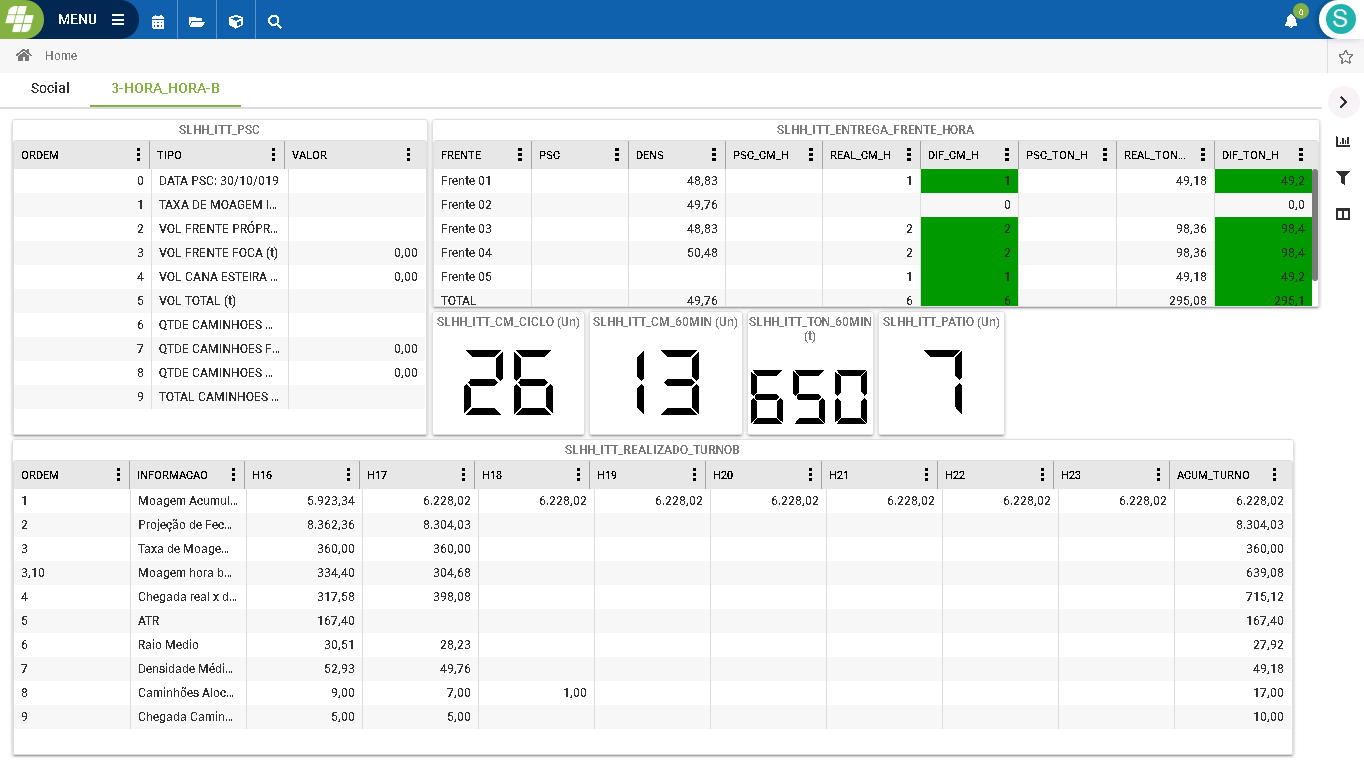 MENU
0
S
Home
Social 3-HORA_HORA-B
SLHH_ITT_PSC
ORDEM TIPO VALOR
0 DATA PSC: 30/10/019
1 TAXA DE MOAGEM I...
2 VOL FRENTE PRÓPR...
3 VOL FRENTE FOCA (t) 0,00
4 VOL CANA ESTEIRA ... 0,00
5 VOL TOTAL (t)
6 QTDE CAMINHOES ...
7 QTDE CAMINHOES F... 0,00
8 QTDE CAMINHOES ... 0,00
9 TOTAL CAMINHOES ...
SLHH_ITT_ENTREGA_FRENTE_HORA
FRENTE PSC DENS PSC_CM_H REAL_CM_H DIF_CM_H PSC_TON_H REAL_TON... DIF_TON_H
Frente 01 48,83 1 1 49,18 49,2
Frente 02 49,76 0 0,0
Frente 03 48,83 2 2 98,36 98,4
Frente 04 50,48 2 2 98,36 98,4
Frente 05 1 1 49,18 49,2
TOTAL 49,76 6 6 295,08 295,1
SLHH_ITT_CM_CICLO (Un)
26
SLHH_ITT_CM_60MIN (Un)
13
SLHH_ITT_TON_60MIN
(t)
650
SLHH_ITT_PATIO (Un)
7
SLHH_ITT_REALIZADO_TURNOB
ORDEM INFORMACAO H16 H17 H18 H19 H20 H21 H22 H23 AGUM_TURNO
1 Moagem Acumul... 5.923,34 6.228,02 6.228,02 6.228,02 6.228,02 6.228,02 6.228,02 6.228,02 6.228,02
2 Projeção de Fec... 8.362,36 8.304,03 8.304,03
3 Taxa de Moage... 360,00 360,00 360,00
3,10 Moagem hora b... 334,40 304,68 639,08
4 Chegada real x d... 317,58 398,08 715,12
5 ATR 167,40 167,40
6 Raio Medio 30,51 28,23 27,92
7 Densidade Médi... 52,93 49,76 49,18
8 Caminhões Aloc... 9,00 7,00 1,00 17,00
9 Chegada Camin... 5,00 5,00 10,00